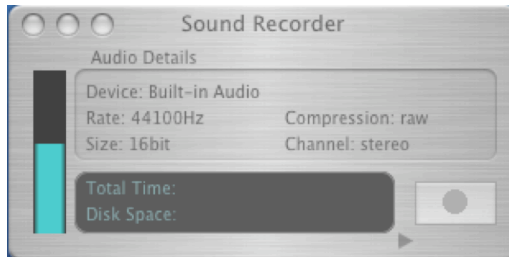 Sound Recorder
Audio Details
Device: Built-in Audio
Rate: 44100Hz Compression: raw
Size: 16bit Channel: stereo
Total Time:
Disk Space: